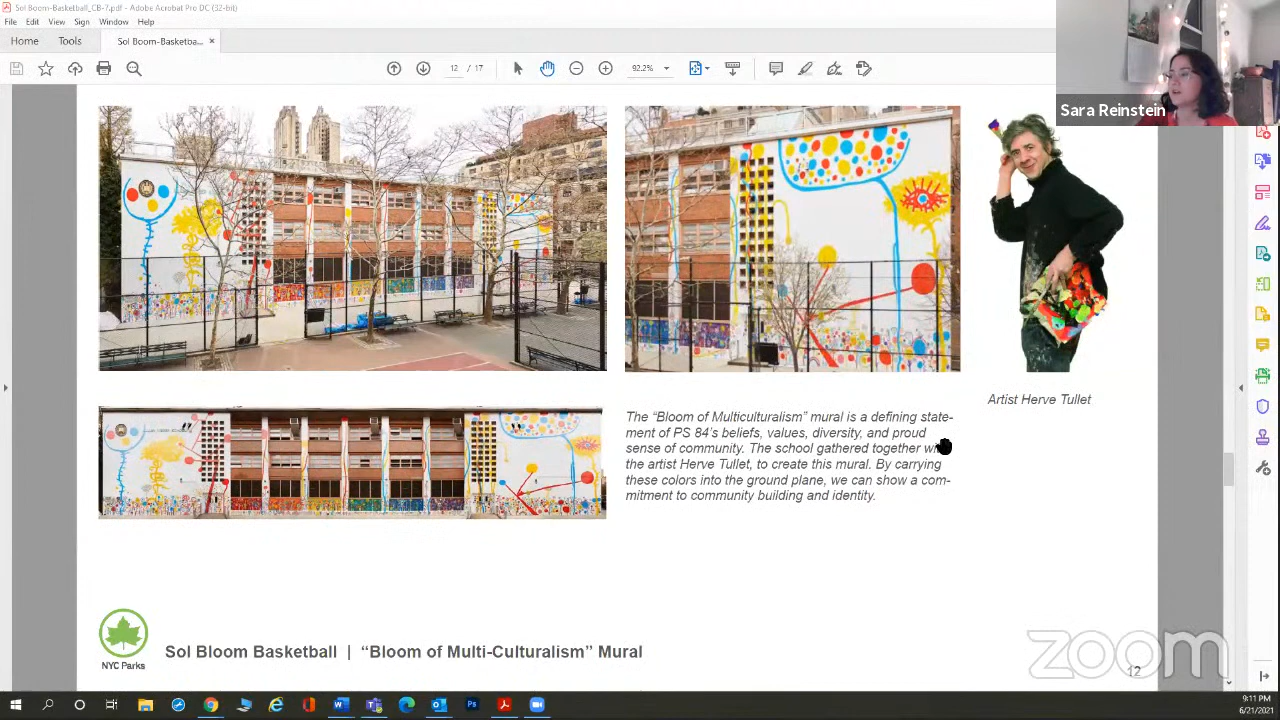 Sol Bloom-Basketball_CB-7.pdf - Adobe Acrobat Pro DC (32-bit)
File Edit View Sign Window Help
Home Tools Sol Boom-Basketba... ×
12 / 17 92.2%
Sara Reinstein
Artist Herve Tullet
The “Bloom of Multiculturalism” mural is a defining state-
ment of PS 84’s beliefs, values, diversity, and proud
sense of community. The school gathered together
the artist Herve Tullet, to create this mural. By carrying
these colors into the ground plane, we can show a com-
mitment to community building and identity.
NYC Parks
Sol Bloom Basketball | “Bloom of Multi-Culturalism” Mural
zoom
12
9:11 PM
6/21/2021